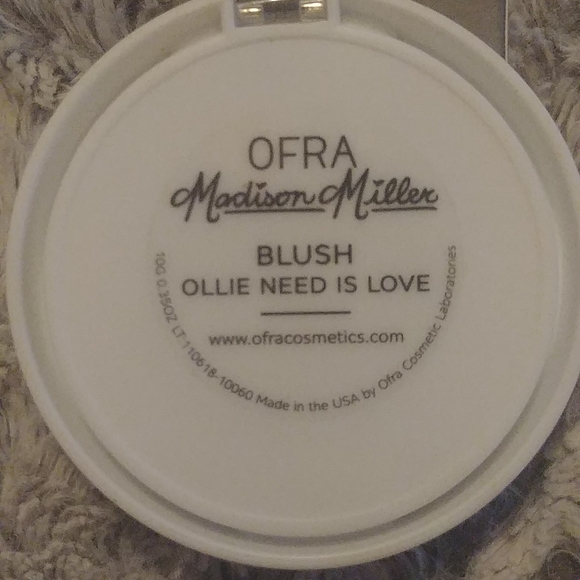 OFRA
Madison Miller
BLUSH
OLLIE NEED IS LOVE
www.ofracosmetics.com
10G 0.35OZ LT:110618-10060 Made in the USA by Ofra Cosmetic Laboratories